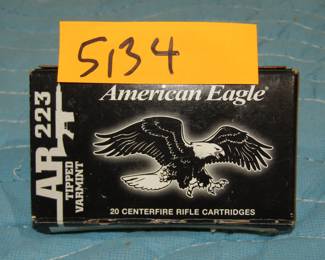 5134
American Eagle®
AR 223
TIPPED
VARMINT
20 CENTERFIRE RIFLE CARTRIDGES